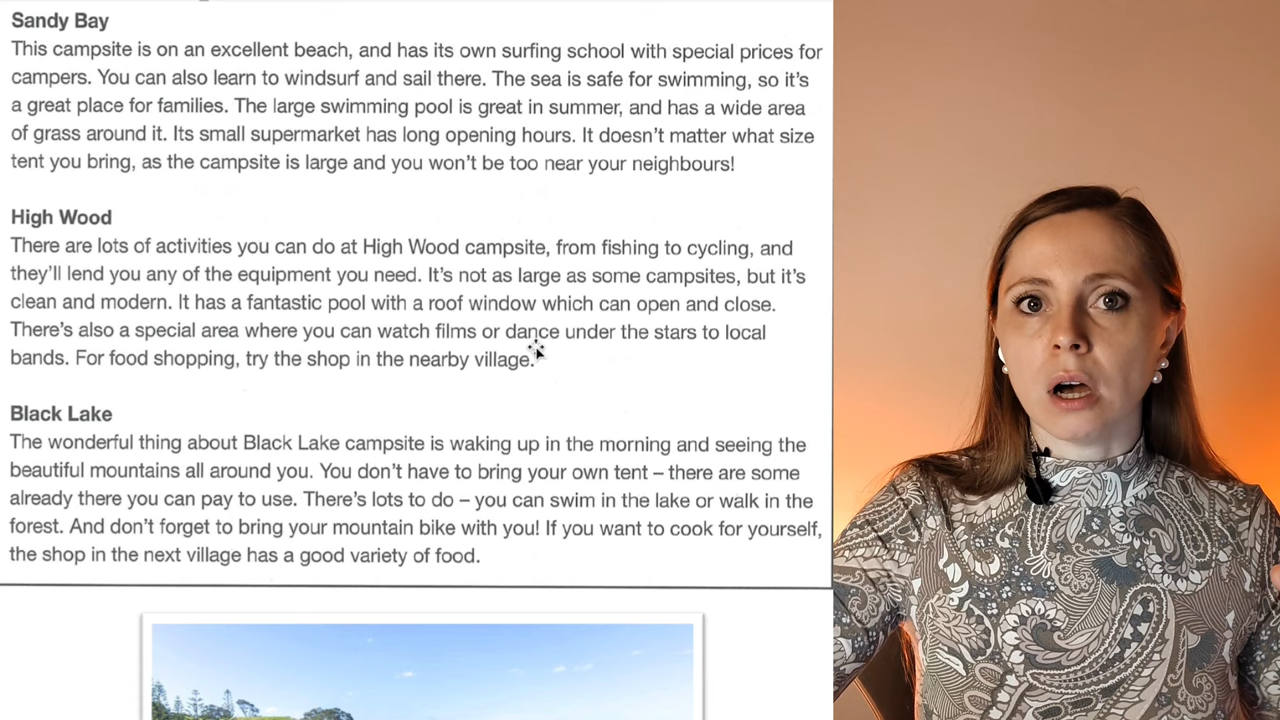 Sandy Bay
This campsite is on an excellent beach, and has its own surfing school with special prices for
campers. You can also learn to windsurf and sail there. The sea is safe for swimming, so it's
a great place for families. The large swimming pool is great in summer, and has a wide area
of grass around it. Its small supermarket has long opening hours. It doesn't matter what size
tent you bring, as the campsite is large and you won't be too near your neighbours!
High Wood
There are lots of activities you can do at High Wood campsite, from fishing to cycling, and
they'll lend you any of the equipment you need. It's not as large as some campsites, but it's
clean and modern. It has a fantastic pool with a roof window which can open and close.
There's also a special area where you can watch films or dance under the stars to local
bands. For food shopping, try the shop in the nearby village.
Black Lake
The wonderful thing about Black Lake campsite is waking up in the morning and seeing the
beautiful mountains all around you. You don't have to bring your own tent – there are some
already there you can pay to use. There's lots to do – you can swim in the lake or walk in the
forest. And don't forget to bring your mountain bike with you! If you want to cook for yourself,
the shop in the next village has a good variety of food.